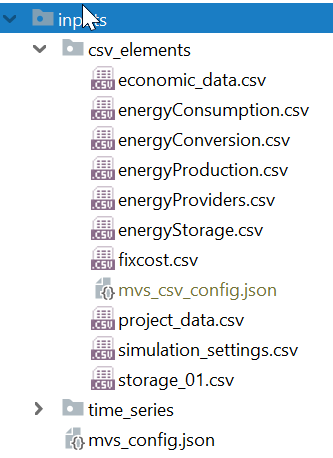 inputs
csv_elements
economic_data.csv
energyConsumption.csv
energyConversion.csv
energyProduction.csv
energyProviders.csv
energyStorage.csv
fixcost.csv
mvs_csv_config.json
project_data.csv
simulation_settings.csv
storage_01.csv
time_series
mvs_config.json